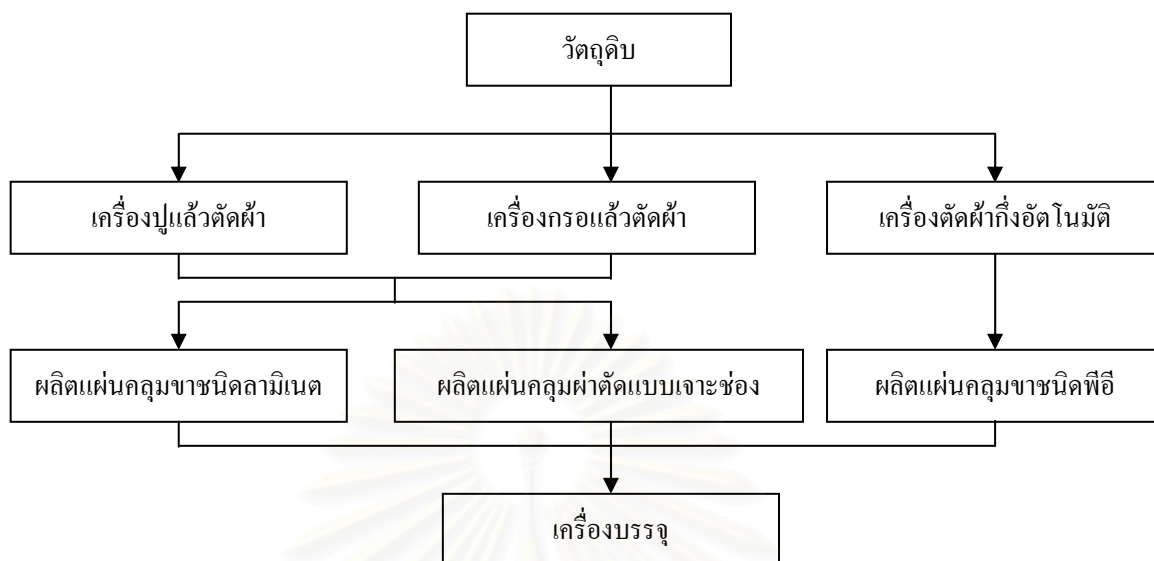 วัตถุดิบ
เครื่องปูแล้วตัดผ้า
เครื่องกรอแล้วตัดผ้า
เครื่องตัดผ้ากึ่งอัตโนมัติ
ผลิตแผ่นคลุมขาชนิดลามิเนต
ผลิตแผ่นคลุมผ่าตัดแบบเจาะช่อง
ผลิตแผ่นคลุมขาชนิดพีอี
เครื่องบรรจุ